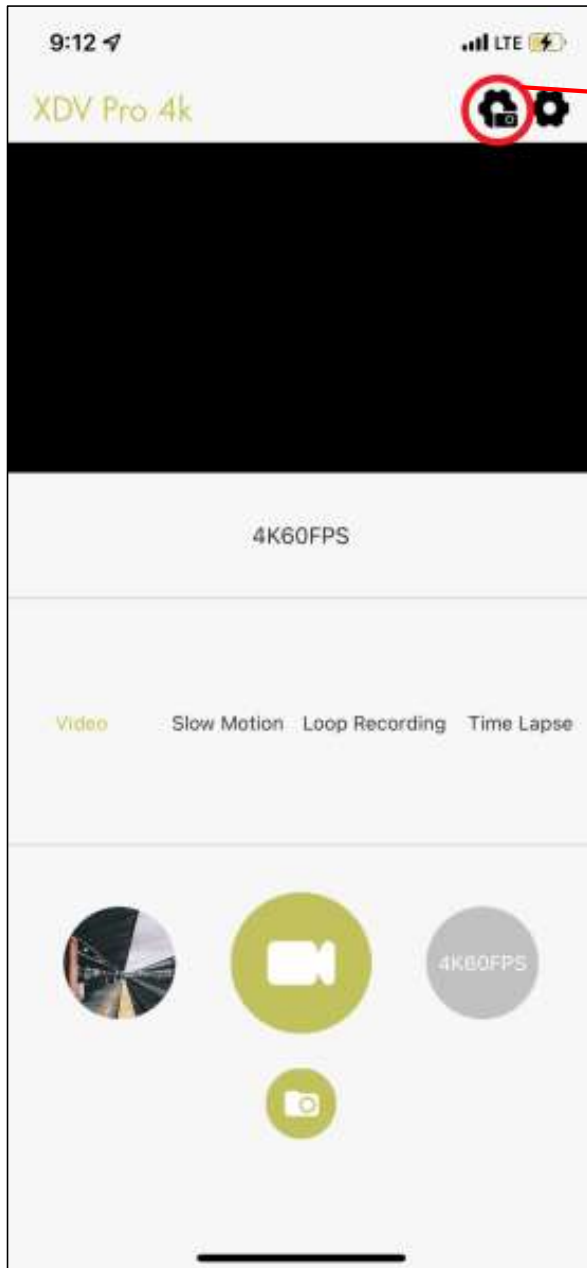 9:12 LTE
XDV Pro 4k
4K60FPS
Video Slow Motion Loop Recording Time Lapse
4K60FPS